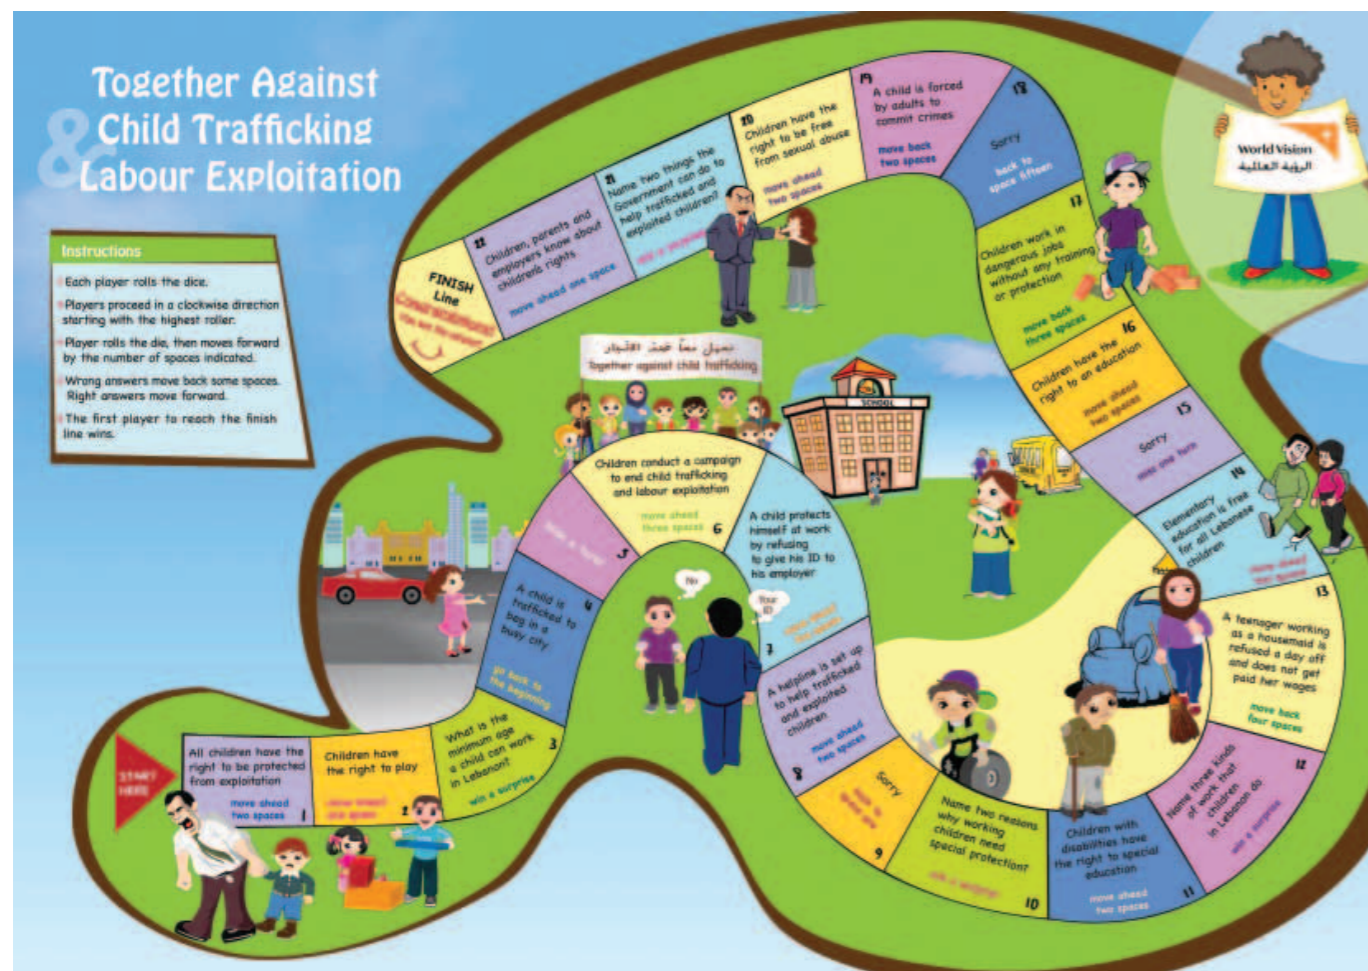 Together Against
& Child Trafficking
Labour Exploitation
Instructions
Each player rolls the dice.
Players proceed in a clockwise direction
starting with the highest roller.
Player rolls the die, then moves forward
by the number of spaces indicated.
Wrong answers move back some spaces.
Right answers move forward.
The first player to reach the finish
line wins.
World Vision
الرؤية العالمية
START
HERE
All children have the
right to be protected
from exploitation
move ahead
two spaces
1
Children have
the right to play
2
What is the
minimum age
a child can work
in Lebanon?
win a surprise
3
A child is
trafficked to
beg in a
busy city
go back to
the beginning
4
5
Children conduct a campaign
to end child trafficking
and labour exploitation
move ahead
three spaces
6
A child protects
himself at work
by refusing
to give his ID to
his employer
7
No
Your
ID
A helpline is set up
to help trafficked
and exploited
children
move ahead
two spaces
8
Sorry
9
Name two reasons
why working
children need
special protection?
10
Children with
disabilities have
the right to special
education
move ahead
two spaces
11
Name three kinds
of work that
children
in Lebanon do
win a surprise
12
A teenager working
as a housemaid is
refused a day off
and does not get
paid her wages
move back
four spaces
13
Elementary
education is free
for all Lebanese
children
14
Sorry
miss one turn
15
Children have the
right to an education
move ahead
two spaces
16
Children work in
dangerous jobs
without any training
or protection
move back
three spaces
17
Sorry
back to
space fifteen
18
A child is forced
by adults to
commit crimes
move back
two spaces
19
Children have the
right to be free
from sexual abuse
move ahead
two spaces
20
Name two things the
Government can do to
help trafficked and
exploited children?
21
Children, parents and
employers know about
children's rights
move ahead one space
22
FINISH
Line
Together against child trafficking
SCHOOL